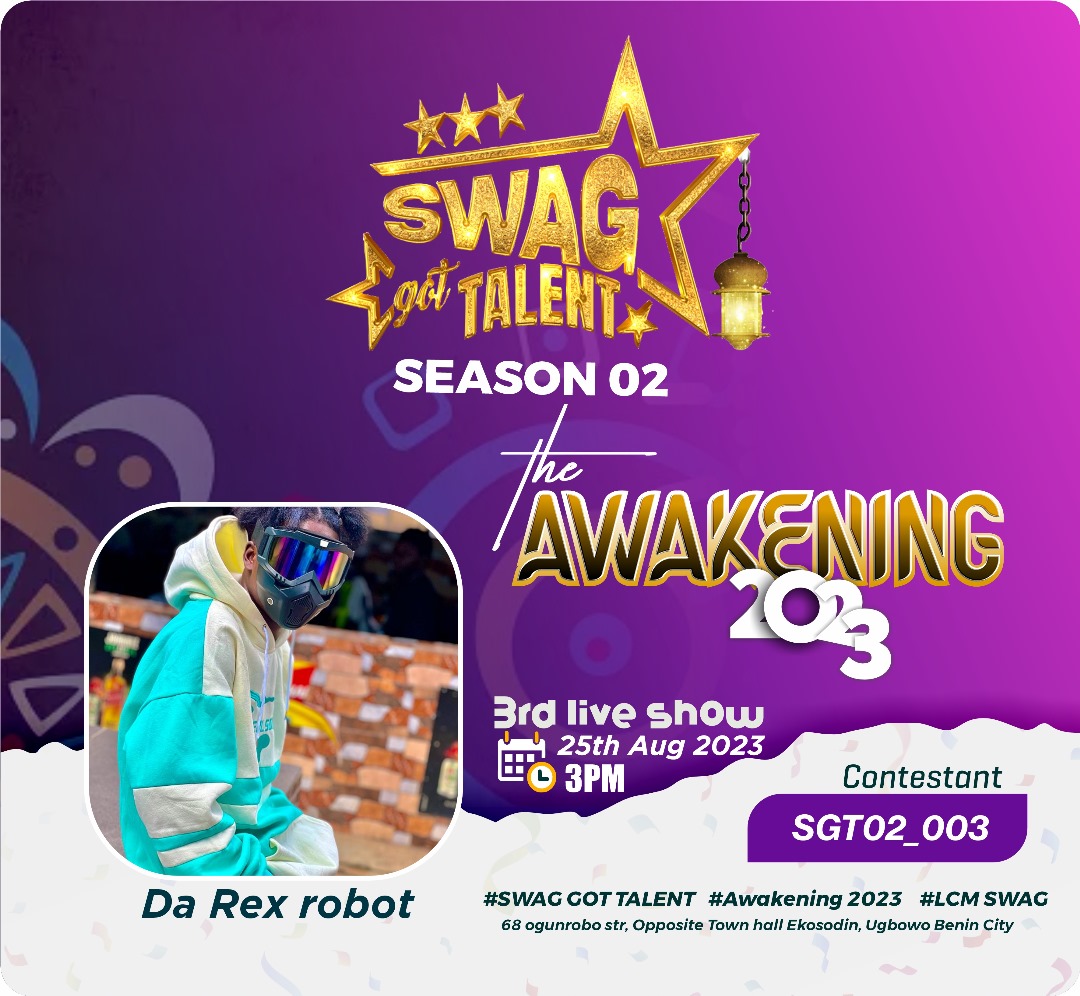 SWAG
got TALENT
SEASON 02
the
AWAKENING
2023
3rd live show
25th Aug 2023
3PM
Contestant
SGT02_003
Da Rex robot
#SWAG GOT TALENT #Awakening 2023 #LCM SWAG
68 ogunrobo str, Opposite Town hall Ekosodin, Ugbowo Benin City